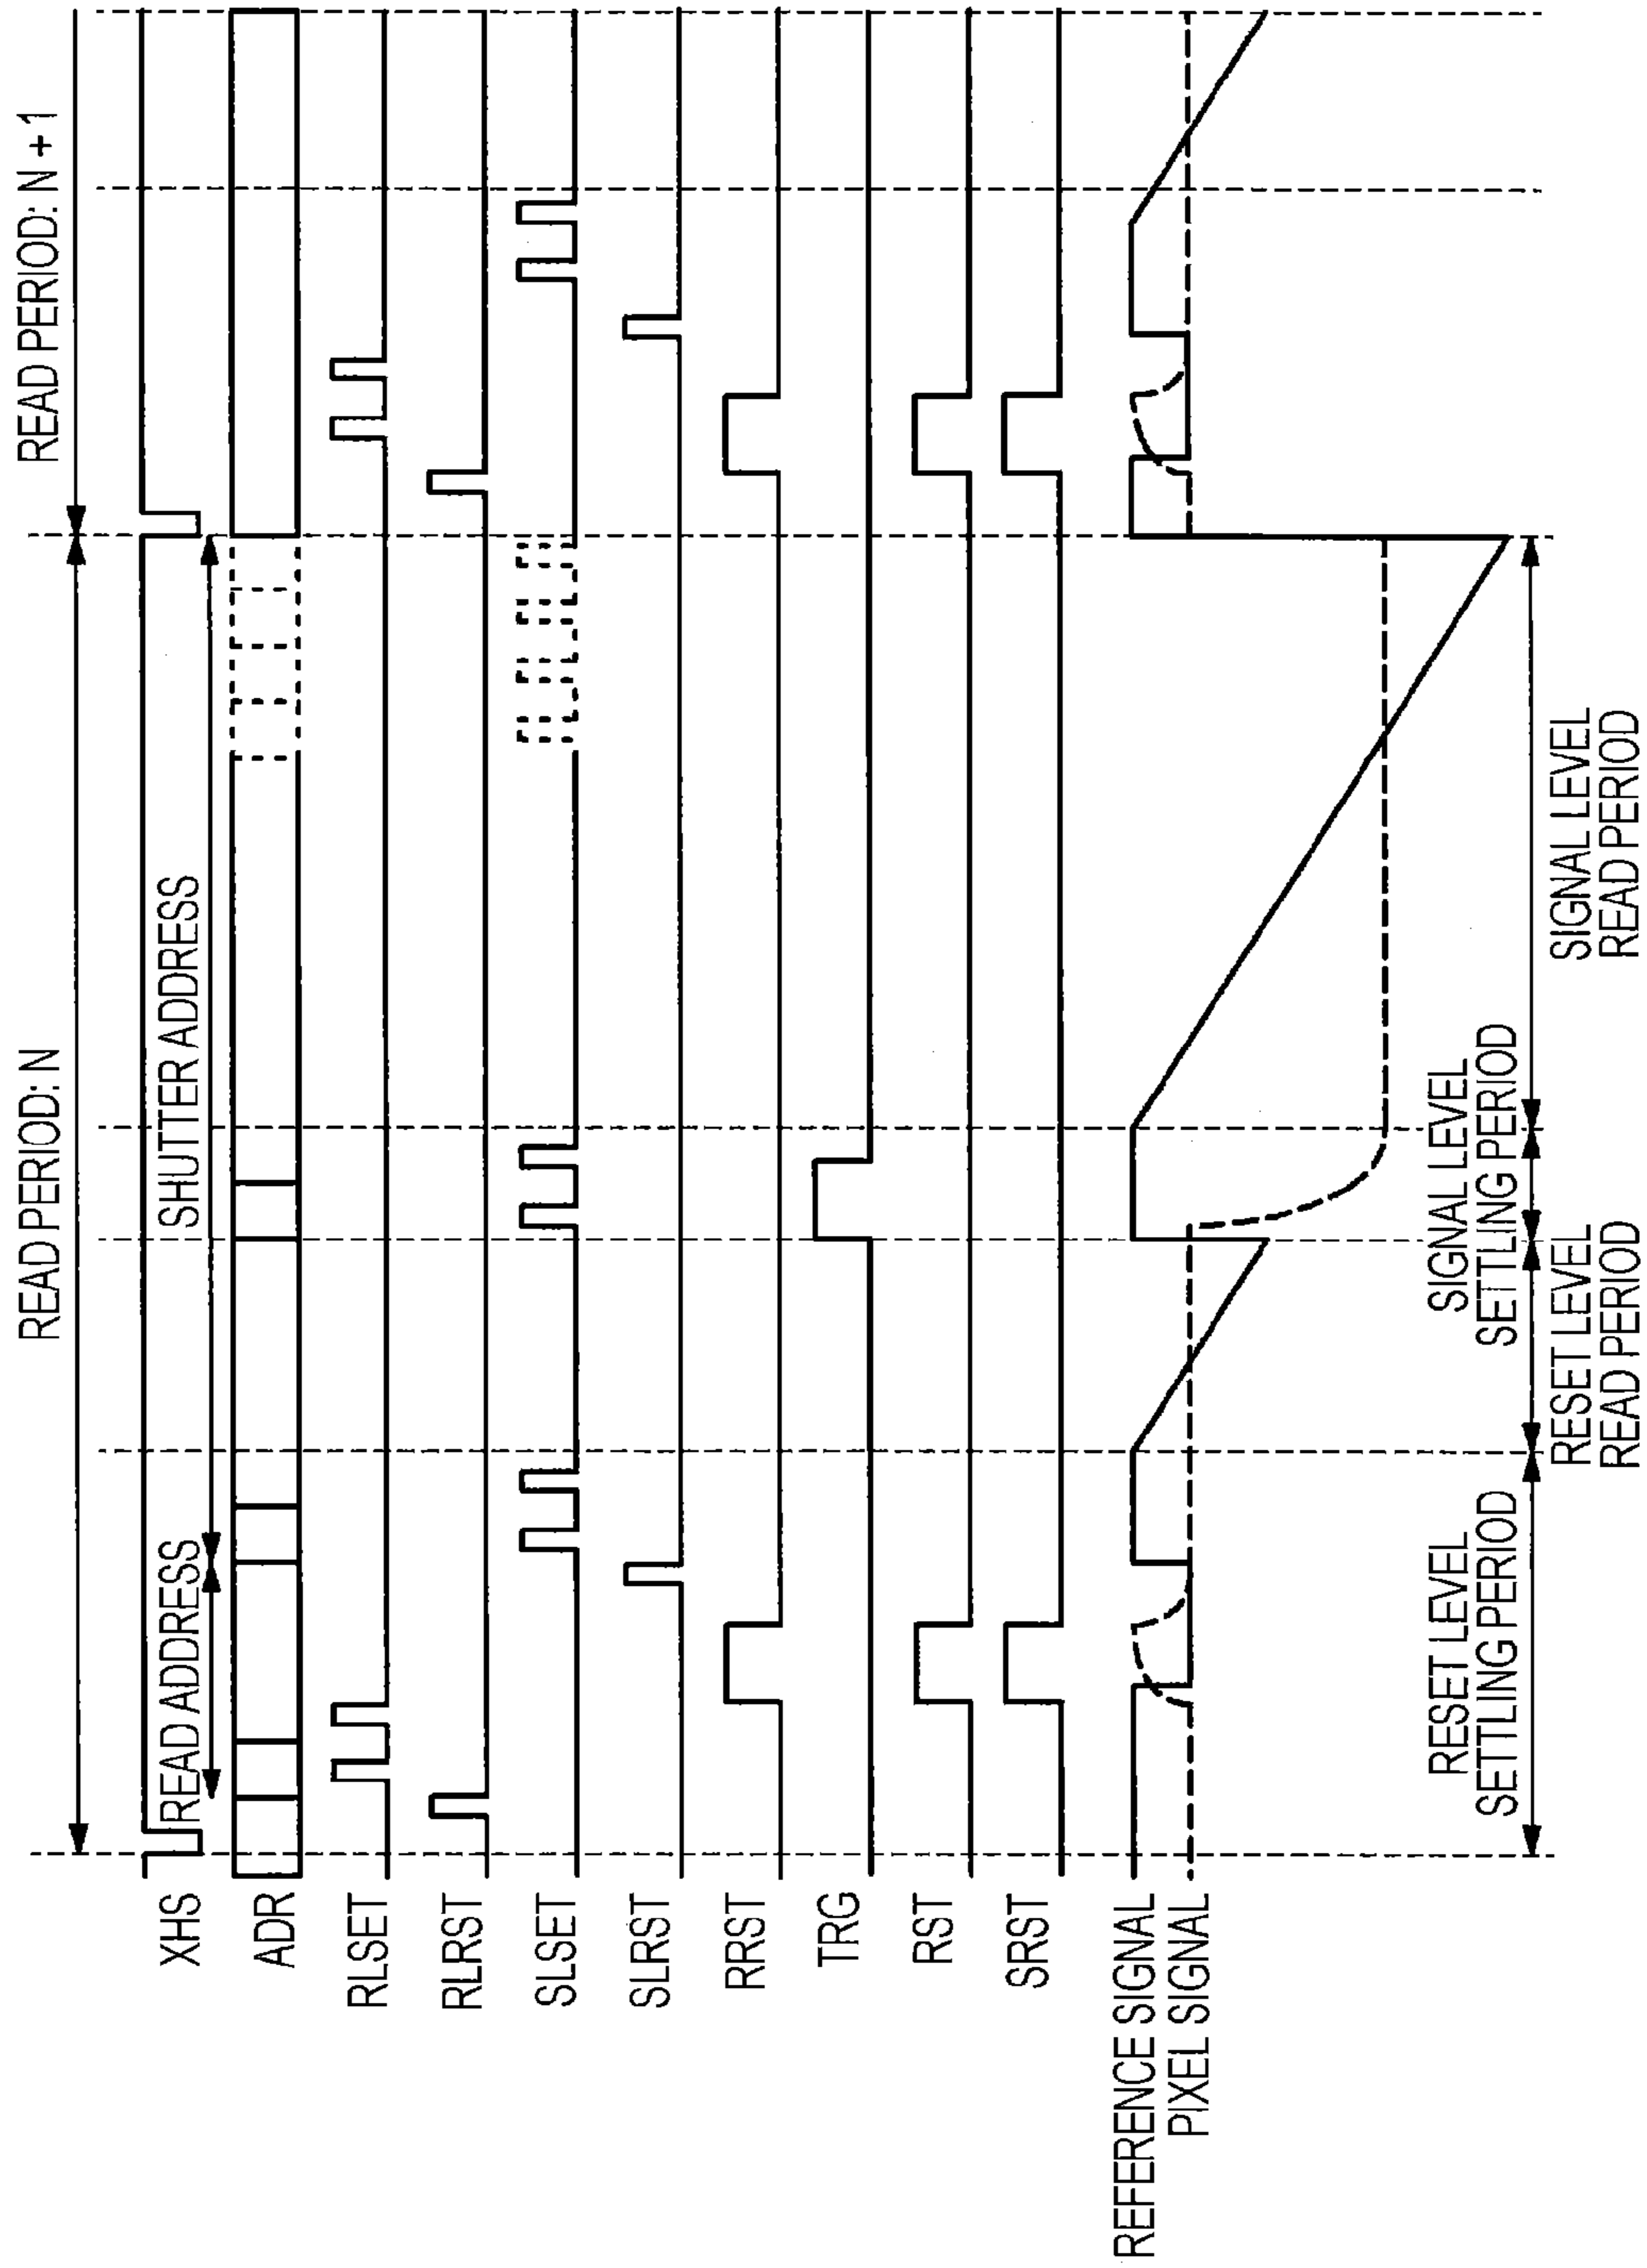 READ PERIOD: N
READ PERIOD: N +1
XHS
READ ADDRESS
SHUTTER ADDRESS
ADR
RLSET
RLRST
SLSET
SLRST
RRST
TRG
RST
SRST
REFERENCE SIGNAL
PIXEL SIGNAL
RESET LEVEL
SETTLING PERIOD
RESET LEVEL
READ PERIOD
SIGNAL LEVEL
SETTLING PERIOD
SIGNAL LEVEL
READ PERIOD